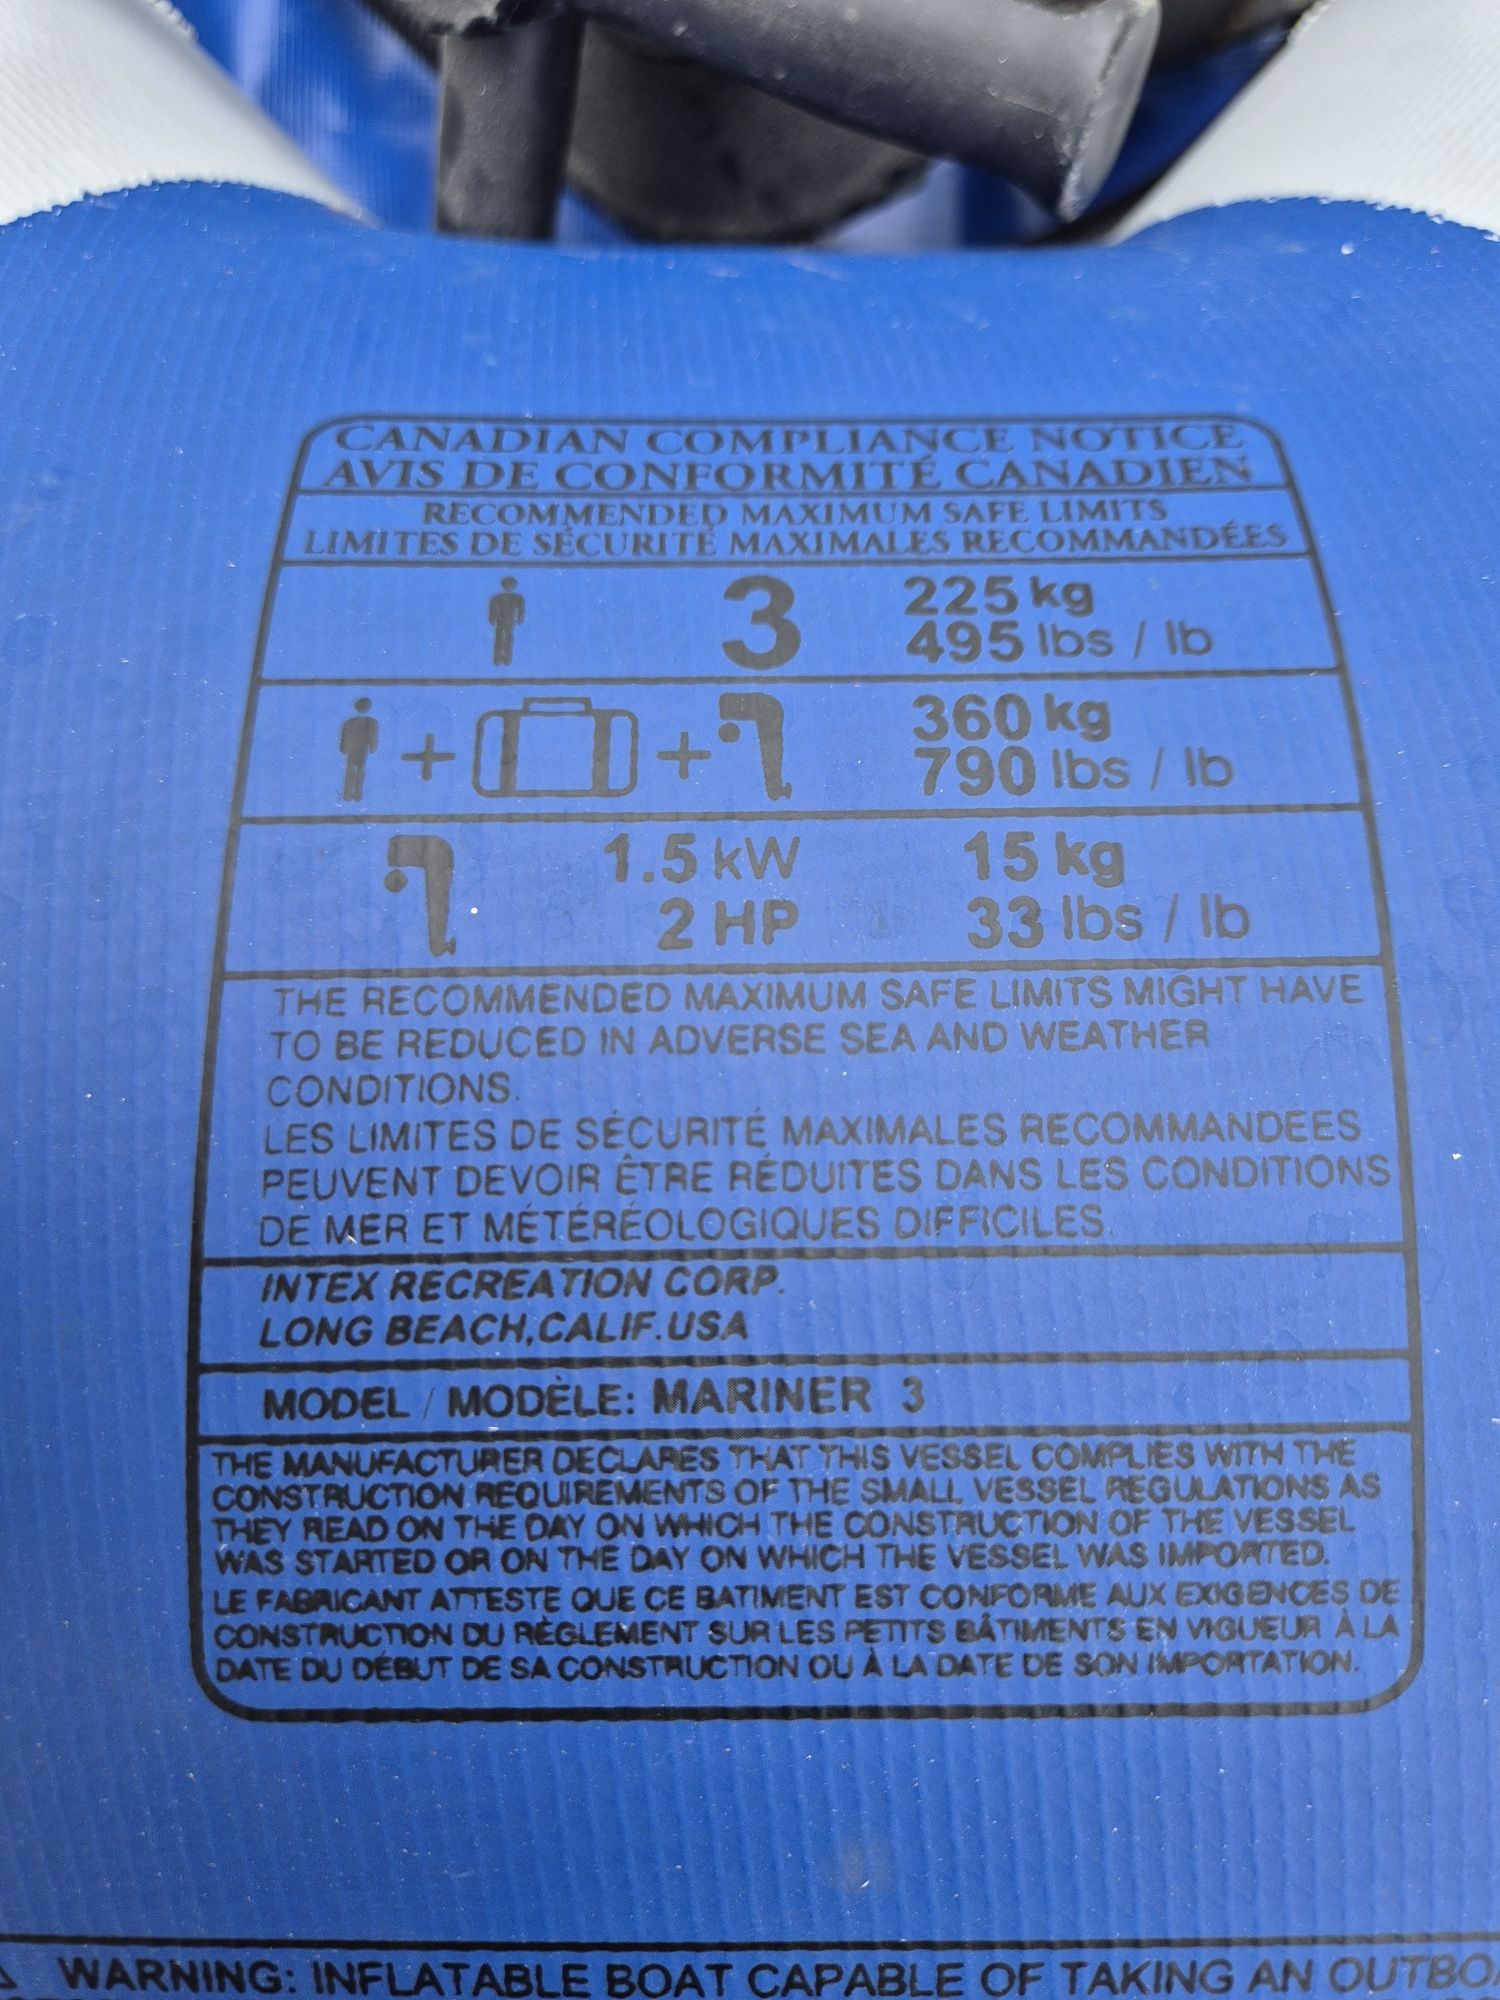 CANADIAN COMPLIANCE NOTICE
AVIS DE CONFORMITÉ CANADIEN
RECOMMENDED MAXIMUM SAFE LIMITS
LIMITES DE SÉCURITÉ MAXIMALES RECOMMANDÉES
3 225 kg
495 lbs / lb
+ + 360 kg
790 lbs / lb
1.5 kW 15 kg
2 HP 33 lbs / lb
THE RECOMMENDED MAXIMUM SAFE LIMITS MIGHT HAVE
TO BE REDUCED IN ADVERSE SEA AND WEATHER
CONDITIONS.
LES LIMITES DE SÉCURITÉ MAXIMALES RECOMMANDEES
PEUVENT DEVOIR ÊTRE RÉDUITES DANS LES CONDITIONS
DE MER ET MÉTÉRÉOLOGIQUES DIFFICILES.
INTEX RECREATION CORP.
LONG BEACH, CALIF. USA
MODEL / MODÈLE: MARINER 3
THE MANUFACTURER DECLARES THAT THIS VESSEL COMPLIES WITH THE
CONSTRUCTION REQUIREMENTS OF THE SMALL VESSEL REGULATIONS AS
THEY READ ON THE DAY ON WHICH THE CONSTRUCTION OF THE VESSEL
WAS STARTED OR ON THE DAY ON WHICH THE VESSEL WAS IMPORTED.
LE FABRICANT ATTESTE QUE CE BATIMENT EST CONFORME AUX EXIGENCES DE
CONSTRUCTION DU RÈGLEMENT SUR LES PETITS BÂTIMENTS EN VIGUEUR À LA
DATE DU DÉBUT DE SA CONSTRUCTION OU À LA DATE DE SON IMPORTATION.
WARNING: INFLATABLE BOAT CAPABLE OF TAKING AN OUTBO